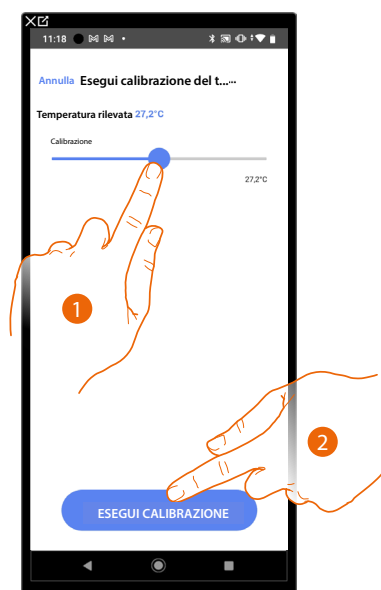 11:18
Annulla Esegui calibrazione del t......
Temperatura rilevata 27,2°C
Calibrazione
27,2°C
1
2
ESEGUI CALIBRAZIONE